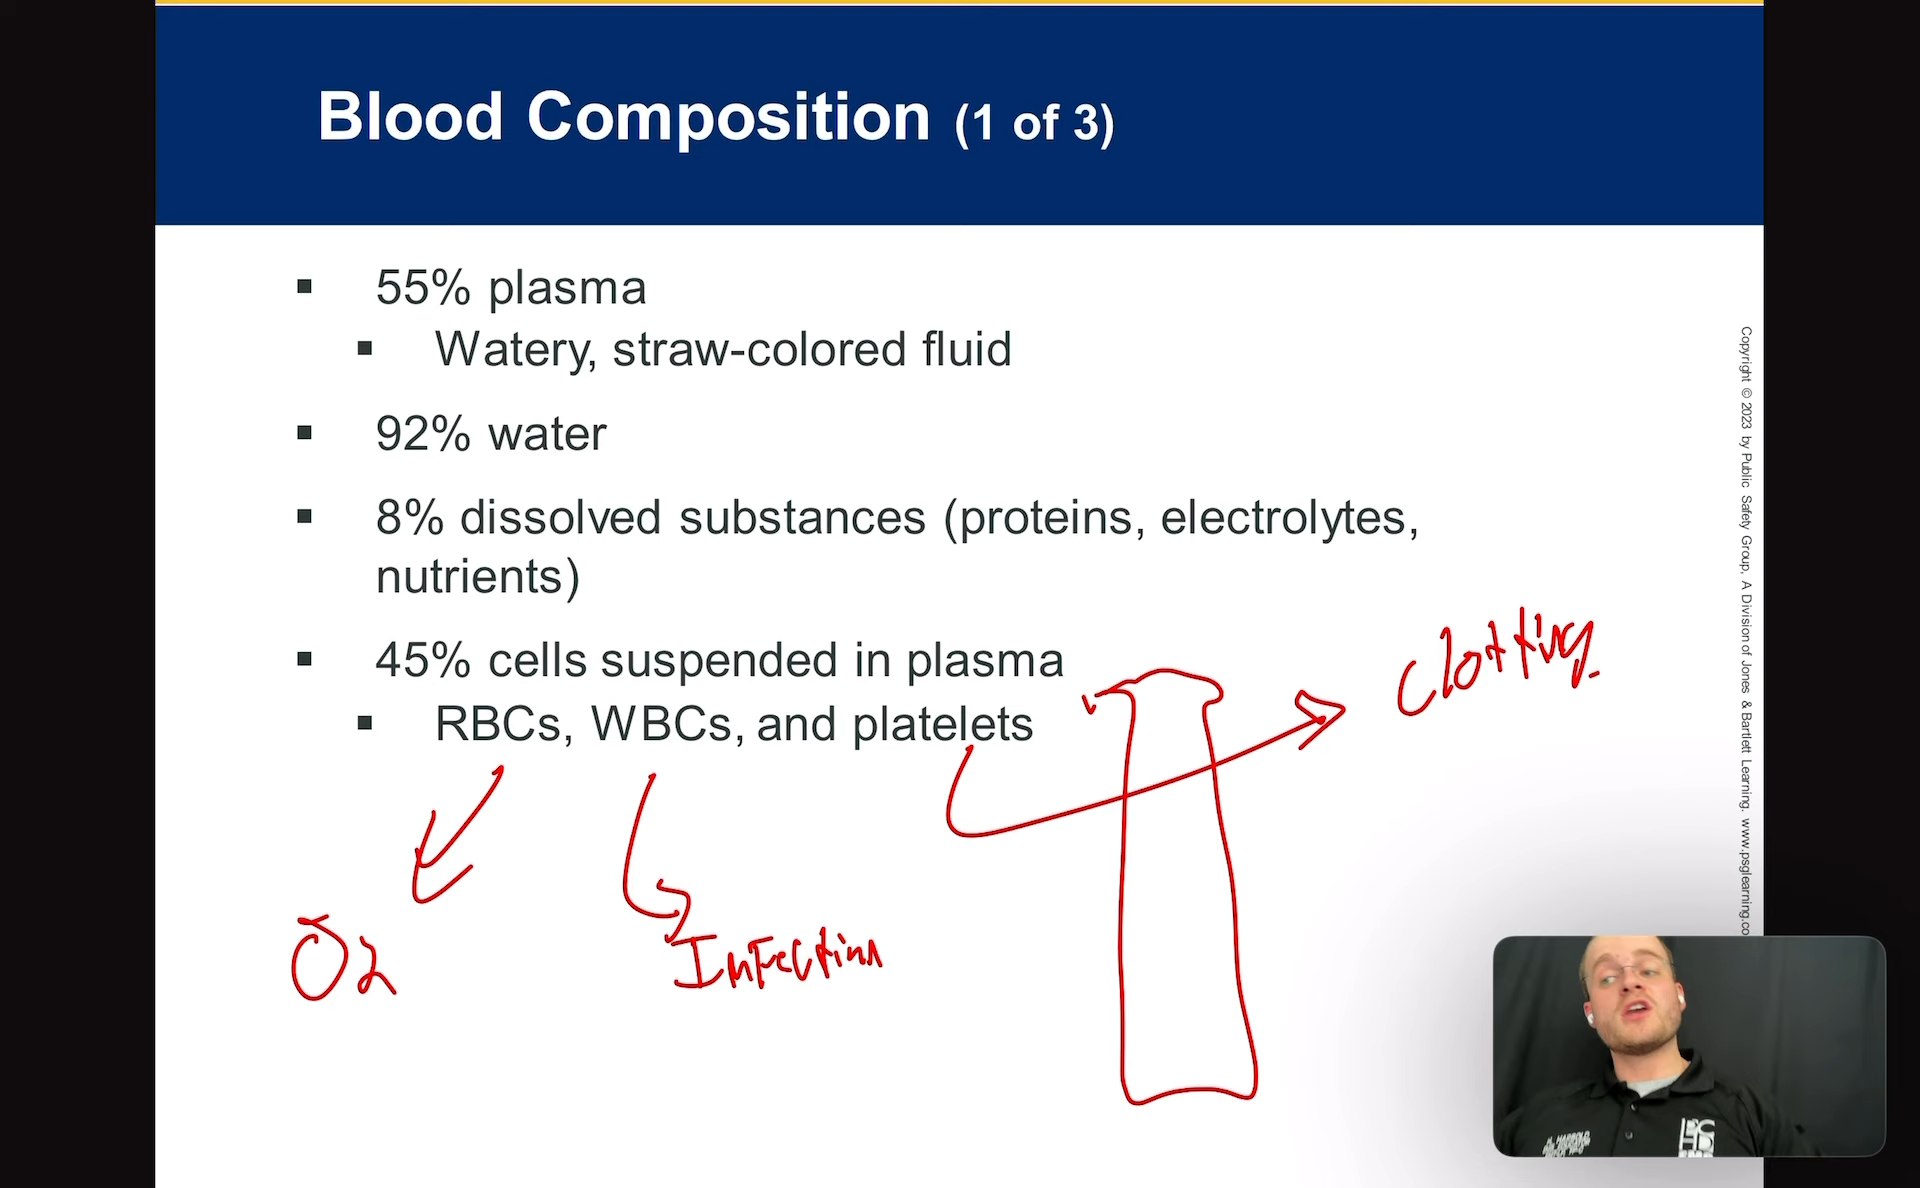 Blood Composition (1 of 3)
▪ 55% plasma
▪ Watery, straw-colored fluid
▪ 92% water
▪ 8% dissolved substances (proteins, electrolytes,
nutrients)
▪ 45% cells suspended in plasma
▪ RBCs, WBCs, and platelets
Clotting
O2
Infection
Copyright © 2023 by Public Safety Group, A Division of Jones & Bartlett Learning. www.psglearning.co